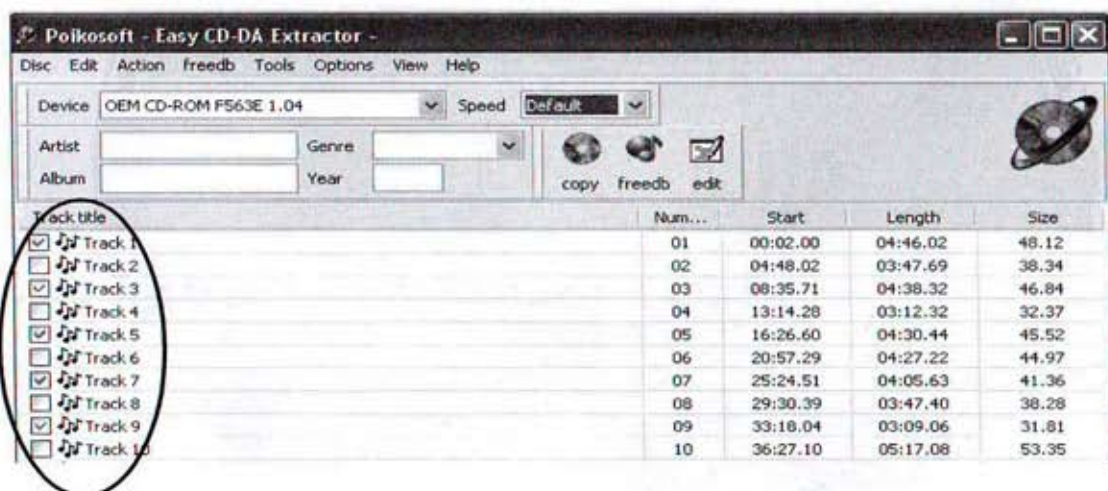 Poikosoft - Easy CD-DA Extractor -
Disc Edit Action freedb Tools Options View Help
Device OEM CD-ROM F563E 1.04 Speed Default
Artist Genre
Album Year copy freedb edit
Track title Num... Start Length Size
Track 1 01 00:02.00 04:46.02 48.12
Track 2 02 04:48.02 03:47.69 38.34
Track 3 03 08:35.71 04:38.32 46.84
Track 4 04 13:14.28 03:12.32 32.37
Track 5 05 16:26.60 04:30.44 45.52
Track 6 06 20:57.29 04:27.22 44.97
Track 7 07 25:24.51 04:05.63 41.36
Track 8 08 29:30.39 03:47.40 38.28
Track 9 09 33:18.04 03:09.06 31.81
Track 10 10 36:27.10 05:17.08 53.35